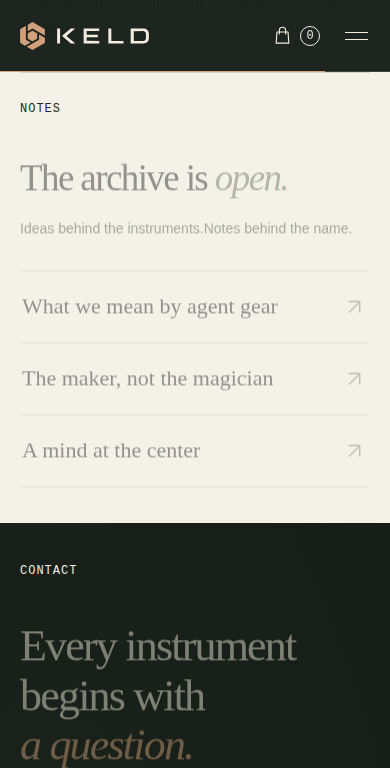 KELD
0
NOTES
The archive is open.
Ideas behind the instruments.Notes behind the name.
What we mean by agent gear
The maker, not the magician
A mind at the center
CONTACT
Every instrument
begins with
a question.